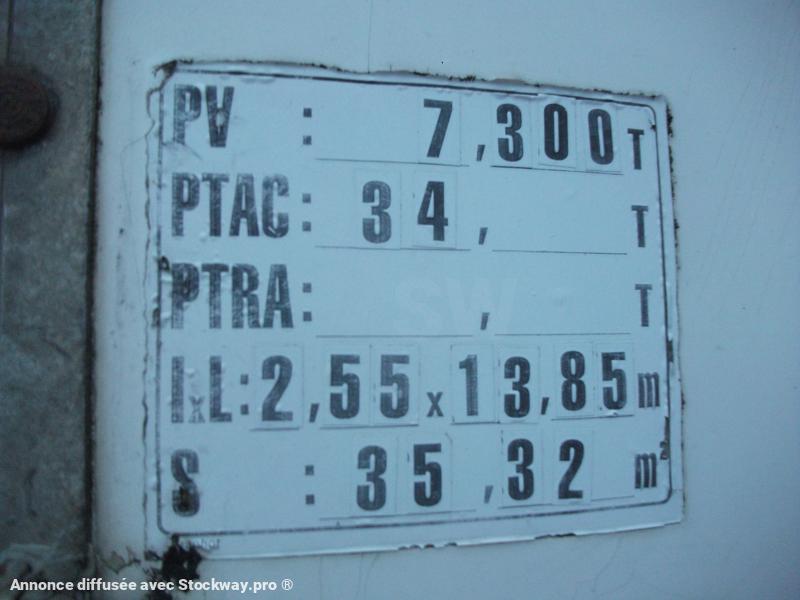 PV : 7,300 T
PTAC : 34, T
PTRA : , T
lxL : 2,55 x 13,85 m
S : 35,32 m²
SW
Annonce diffusée avec Stockway.pro ®